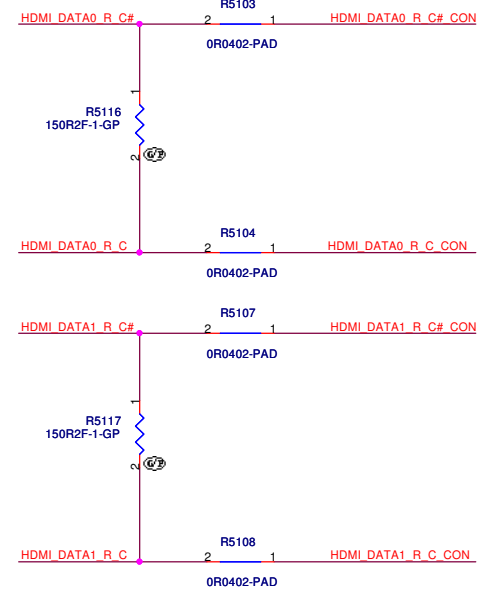 R5103
HDMI_DATA0_R_C# 2 1 HDMI_DATA0_R_C#_CON
0R0402-PAD
1
R5116
150R2F-1-GP
2 G/P
R5104
HDMI_DATA0_R_C 2 1 HDMI_DATA0_R_C_CON
0R0402-PAD
R5107
HDMI_DATA1_R_C# 2 1 HDMI_DATA1_R_C#_CON
0R0402-PAD
1
R5117
150R2F-1-GP
2 G/P
R5108
HDMI_DATA1_R_C 2 1 HDMI_DATA1_R_C_CON
0R0402-PAD